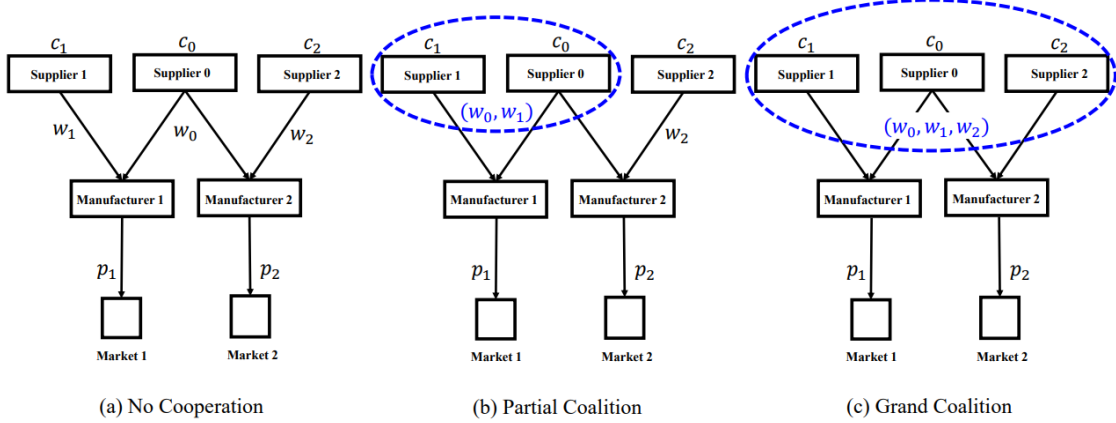 c₁ c₀ c₂
Supplier 1 Supplier 0 Supplier 2
w₁ w₀ w₂
Manufacturer 1 Manufacturer 2
p₁ p₂
Market 1 Market 2
(a) No Cooperation
c₁ c₀ c₂
Supplier 1 Supplier 0 Supplier 2
(w₀, w₁) w₂
Manufacturer 1 Manufacturer 2
p₁ p₂
Market 1 Market 2
(b) Partial Coalition
c₁ c₀ c₂
Supplier 1 Supplier 0 Supplier 2
(w₀, w₁, w₂)
Manufacturer 1 Manufacturer 2
p₁ p₂
Market 1 Market 2
(c) Grand Coalition